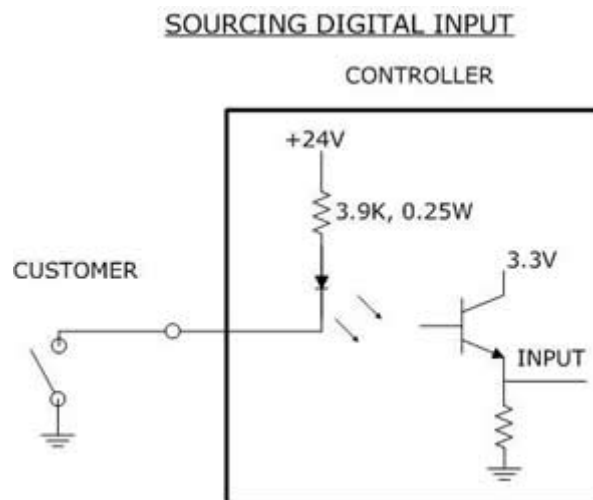 SOURCING DIGITAL INPUT
CONTROLLER
+24V
3.9K, 0.25W
CUSTOMER
3.3V
INPUT